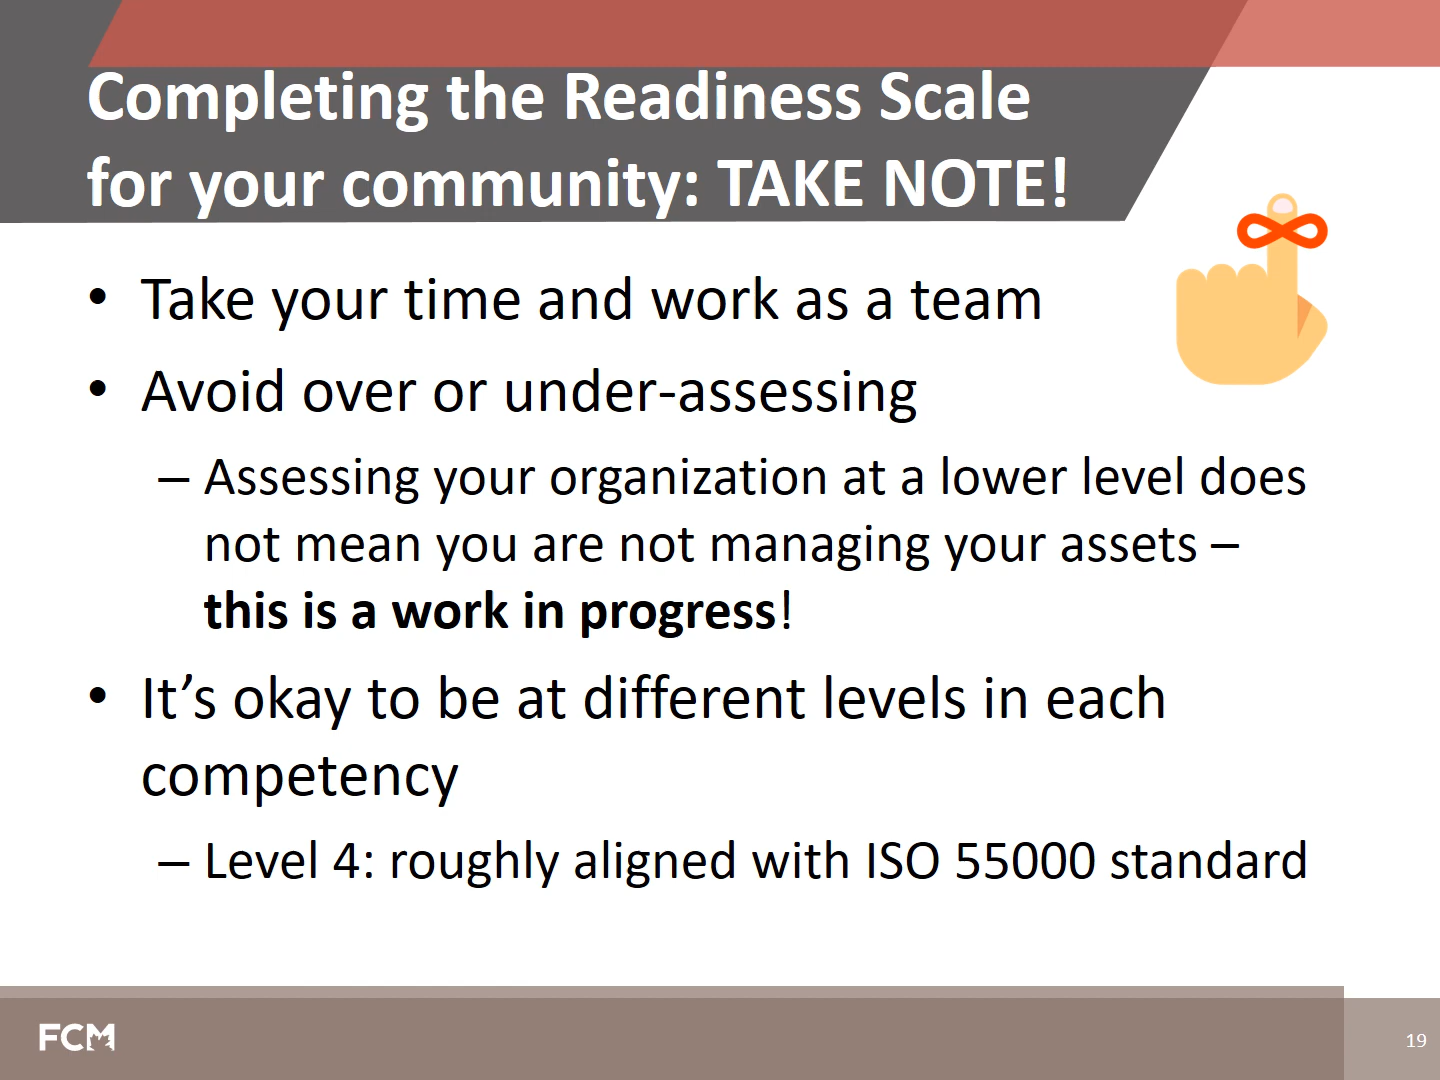 Completing the Readiness Scale
for your community: TAKE NOTE!
• Take your time and work as a team
• Avoid over or under-assessing
– Assessing your organization at a lower level does
not mean you are not managing your assets –
this is a work in progress!
• It’s okay to be at different levels in each
competency
– Level 4: roughly aligned with ISO 55000 standard
FCM
19